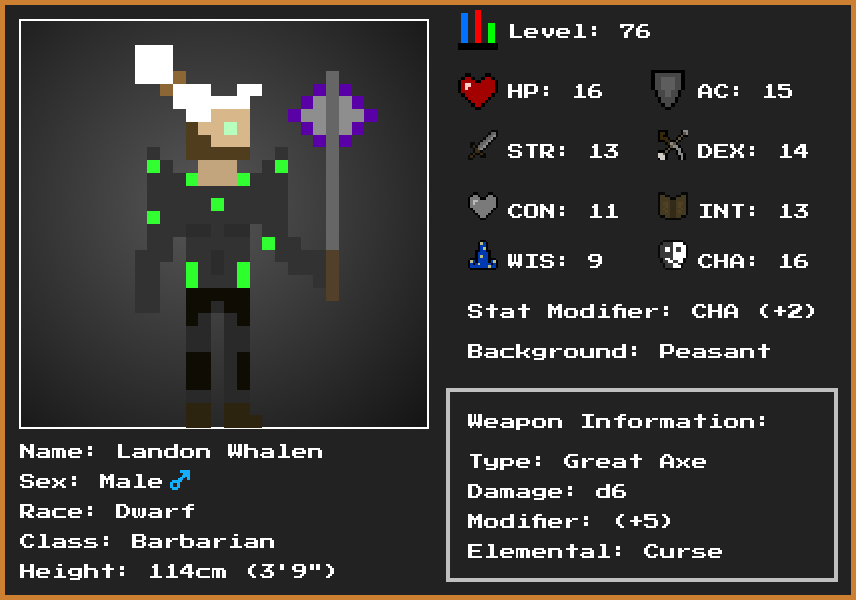 Level: 76
HP: 16
AC: 15
STR: 13
DEX: 14
CON: 11
INT: 13
WIS: 9
CHA: 16
Stat Modifier: CHA (+2)
Background: Peasant
Weapon Information:
Type: Great Axe
Damage: d6
Modifier: (+5)
Elemental: Curse
Name: Landon Whalen
Sex: Male ♂
Race: Dwarf
Class: Barbarian
Height: 114cm (3'9")